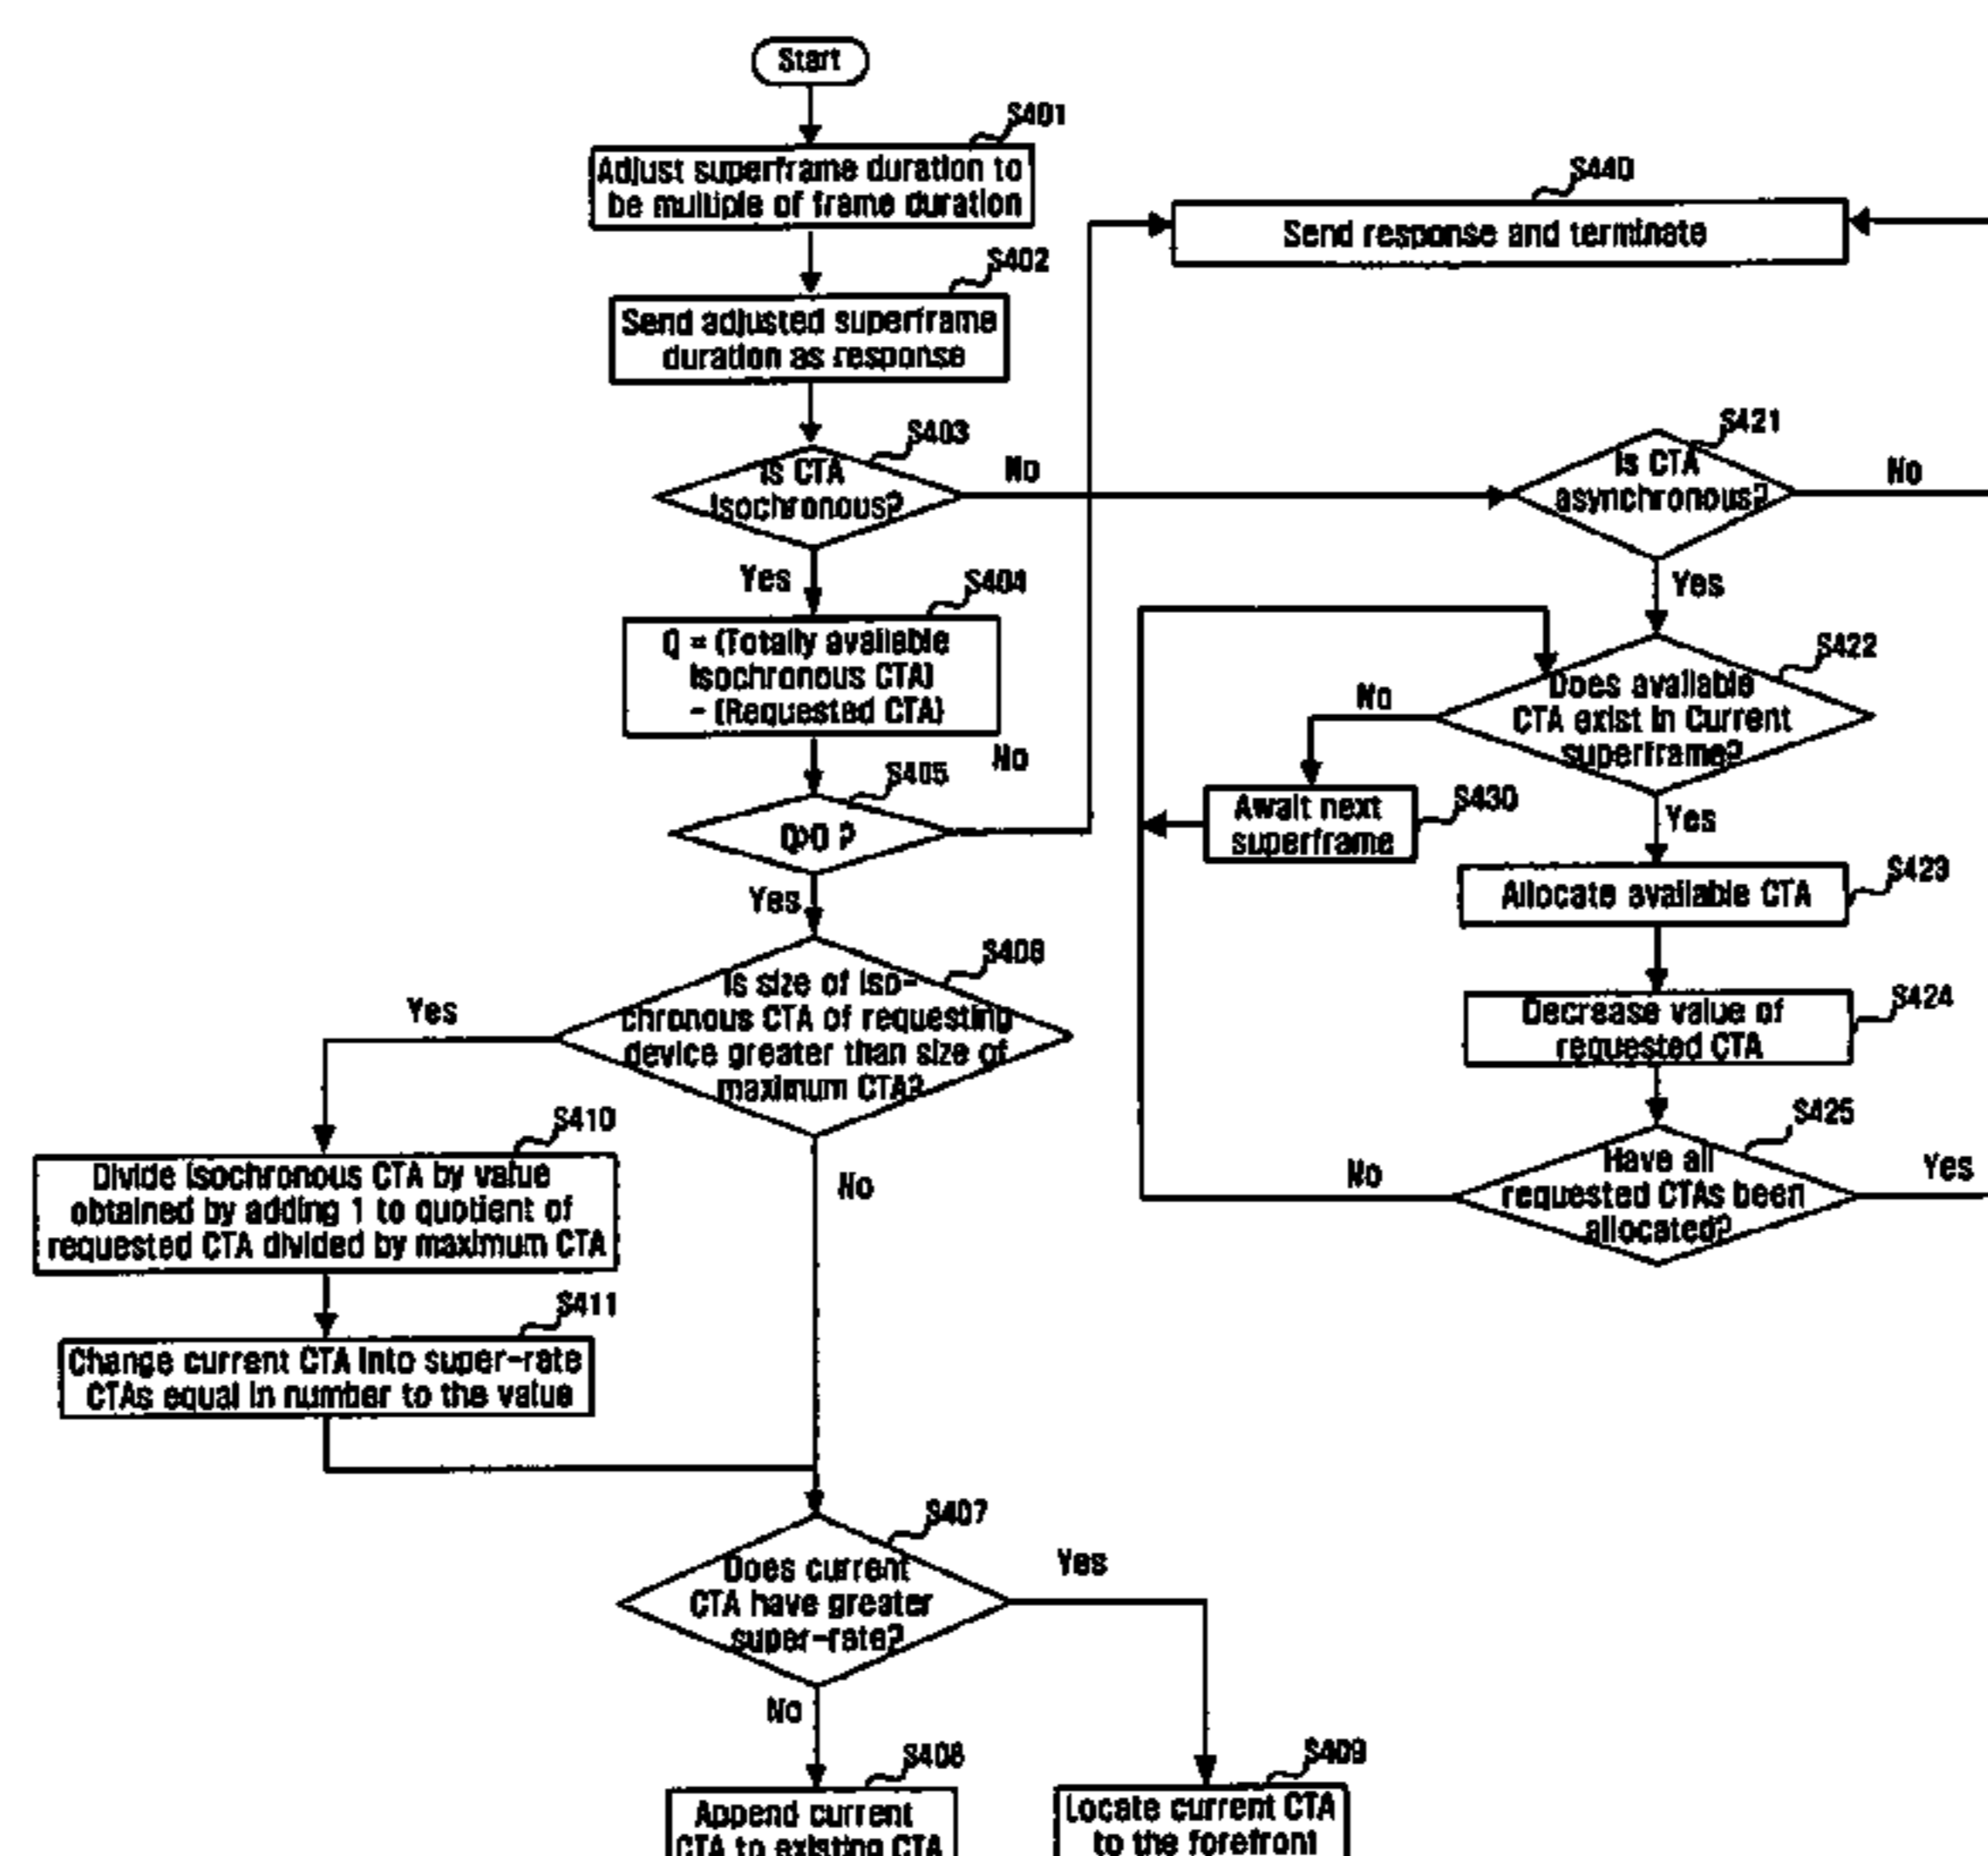 Start
S401
Adjust superframe duration to
be multiple of frame duration
S402
Send adjusted superframe
duration as response
S403
Is CTA
isochronous?
No
Yes
S404
Q = (Totally available
isochronous CTA)
- (Requested CTA)
S405
Q>0 ?
No
Yes
S406
Is size of iso-
chronous CTA of requesting
device greater than size of
maximum CTA?
Yes
No
S410
Divide isochronous CTA by value
obtained by adding 1 to quotient of
requested CTA divided by maximum CTA
S411
Change current CTA into super-rate
CTAs equal in number to the value
S407
Does current
CTA have greater
super-rate?
Yes
No
S408
Append current
CTA to existing CTA
S409
Locate current CTA
to the forefront
S440
Send response and terminate
S421
Is CTA
asynchronous?
No
Yes
S422
Does available
CTA exist in Current
superframe?
No
Yes
S430
Await next
superframe
S423
Allocate available CTA
S424
Decrease value of
requested CTA
S425
Have all
requested CTAs been
allocated?
No
Yes